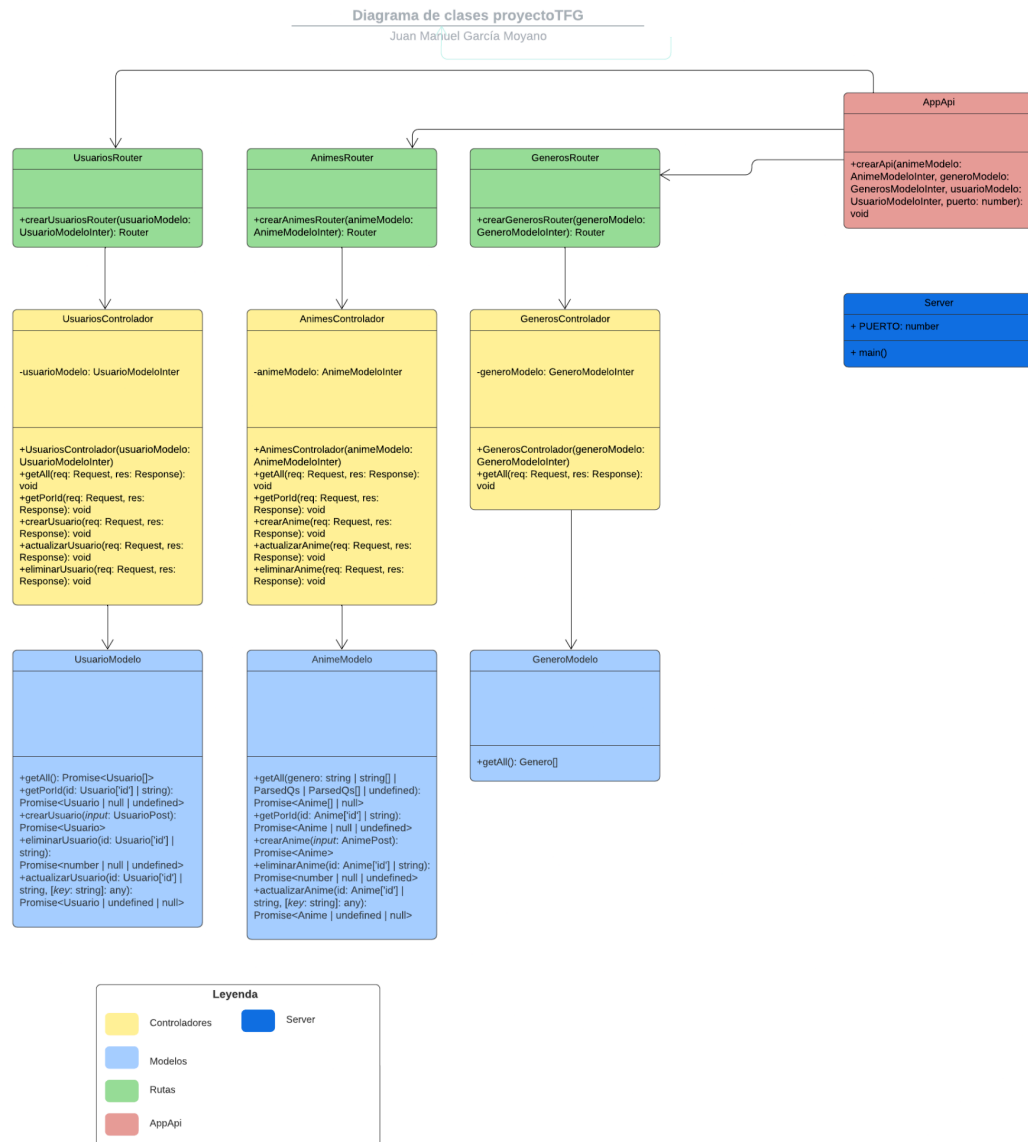 Diagrama de clases proyectoTFG
Juan Manuel García Moyano
AppApi
+crearApi(animeModelo:
AnimeModeloInter, generoModelo:
GenerosModeloInter, usuarioModelo:
UsuarioModeloInter, puerto: number):
void
UsuariosRouter
+crearUsuariosRouter(usuarioModelo:
UsuarioModeloInter): Router
AnimesRouter
+crearAnimesRouter(animeModelo:
AnimeModeloInter): Router
GenerosRouter
+crearGenerosRouter(generoModelo:
GeneroModeloInter): Router
Server
+ PUERTO: number
+ main()
UsuariosControlador
-usuarioModelo: UsuarioModeloInter
+UsuariosControlador(usuarioModelo:
UsuarioModeloInter)
+getAll(req: Request, res: Response):
void
+getPorId(req: Request, res:
Response): void
+crearUsuario(req: Request, res:
Response): void
+actualizarUsuario(req: Request, res:
Response): void
+eliminarUsuario(req: Request, res:
Response): void
AnimesControlador
-animeModelo: AnimeModeloInter
+AnimesControlador(animeModelo:
AnimeModeloInter)
+getAll(req: Request, res: Response):
void
+getPorId(req: Request, res:
Response): void
+crearAnime(req: Request, res:
Response): void
+actualizarAnime(req: Request, res:
Response): void
+eliminarAnime(req: Request, res:
Response): void
GenerosControlador
-generoModelo: GeneroModeloInter
+GenerosControlador(generoModelo:
GeneroModeloInter)
+getAll(req: Request, res: Response):
void
UsuarioModelo
+getAll(): Promise<Usuario[]>
+getPorId(id: Usuario['id'] | string):
Promise<Usuario | null | undefined>
+crearUsuario(input: UsuarioPost):
Promise<Usuario>
+eliminarUsuario(id: Usuario['id'] |
string):
Promise<number | null | undefined>
+actualizarUsuario(id: Usuario['id'] |
string, [key: string]: any):
Promise<Usuario | undefined | null>
AnimeModelo
+getAll(genero: string | string[] |
ParsedQs | ParsedQs[] | undefined):
Promise<Anime[] | null>
+getPorId(id: Anime['id'] | string):
Promise<Anime | null | undefined>
+crearAnime(input: AnimePost):
Promise<Anime>
+eliminarAnime(id: Anime['id'] | string):
Promise<number | null | undefined>
+actualizarAnime(id: Anime['id'] |
string, [key: string]: any):
Promise<Anime | undefined | null>
GeneroModelo
+getAll(): Genero[]
Leyenda
Controladores
Server
Modelos
Rutas
AppApi